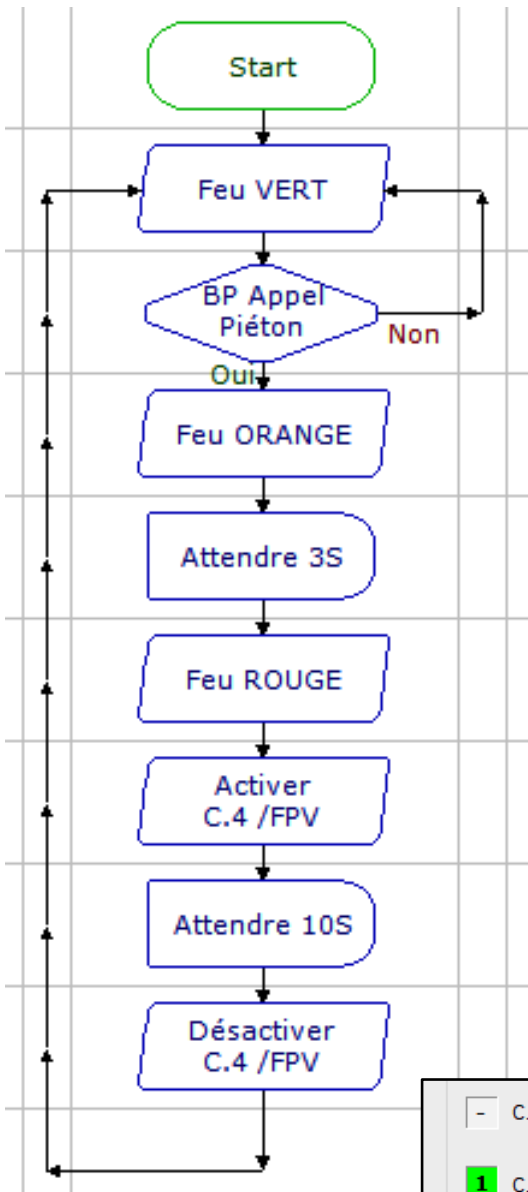 Start
Feu VERT
BP Appel
Piéton
Non
Oui
Feu ORANGE
Attendre 3S
Feu ROUGE
Activer
C.4 /FPV
Attendre 10S
Désactiver
C.4 /FPV
- C.
1 C.